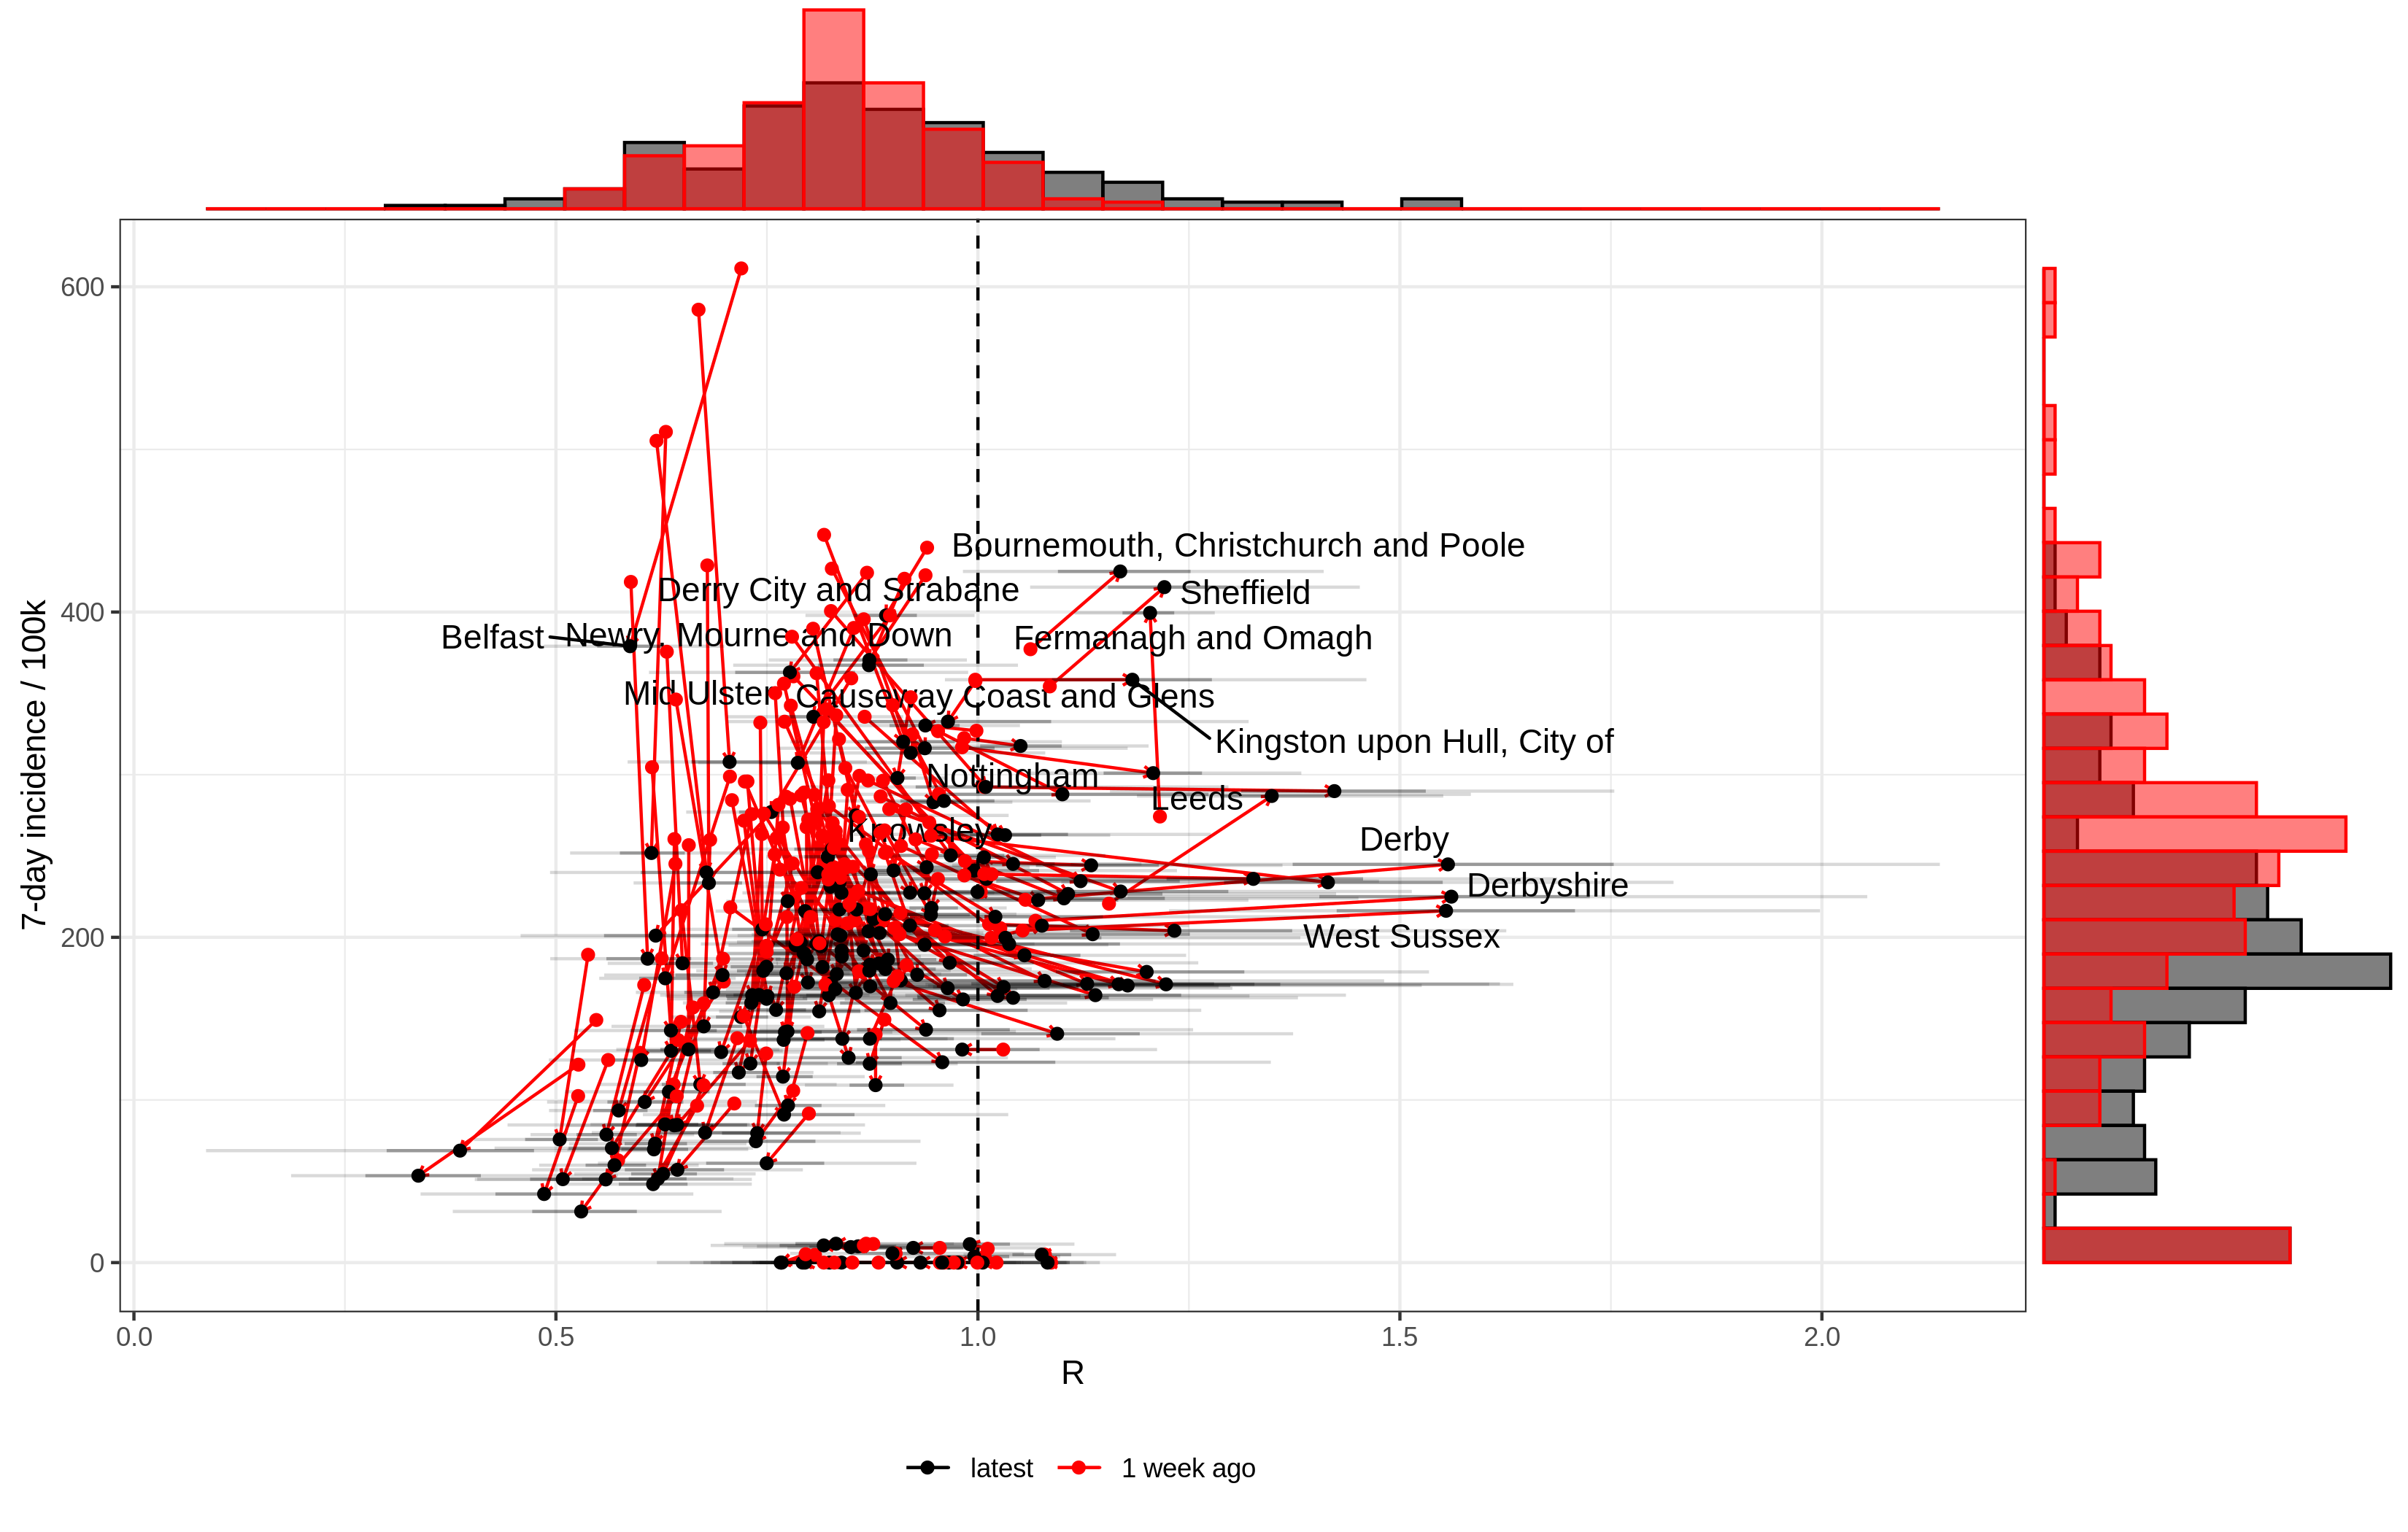 600
400
200
0
7-day incidence / 100k
Bournemouth, Christchurch and Poole
Derry City and Strabane
Sheffield
Belfast
Newry, Mourne and Down
Fermanagh and Omagh
Mid Ulster
Causeway Coast and Glens
Kingston upon Hull, City of
Nottingham
Leeds
Knowsley
Derby
Derbyshire
West Sussex
0.0 0.5 1.0 1.5 2.0
R
latest 1 week ago